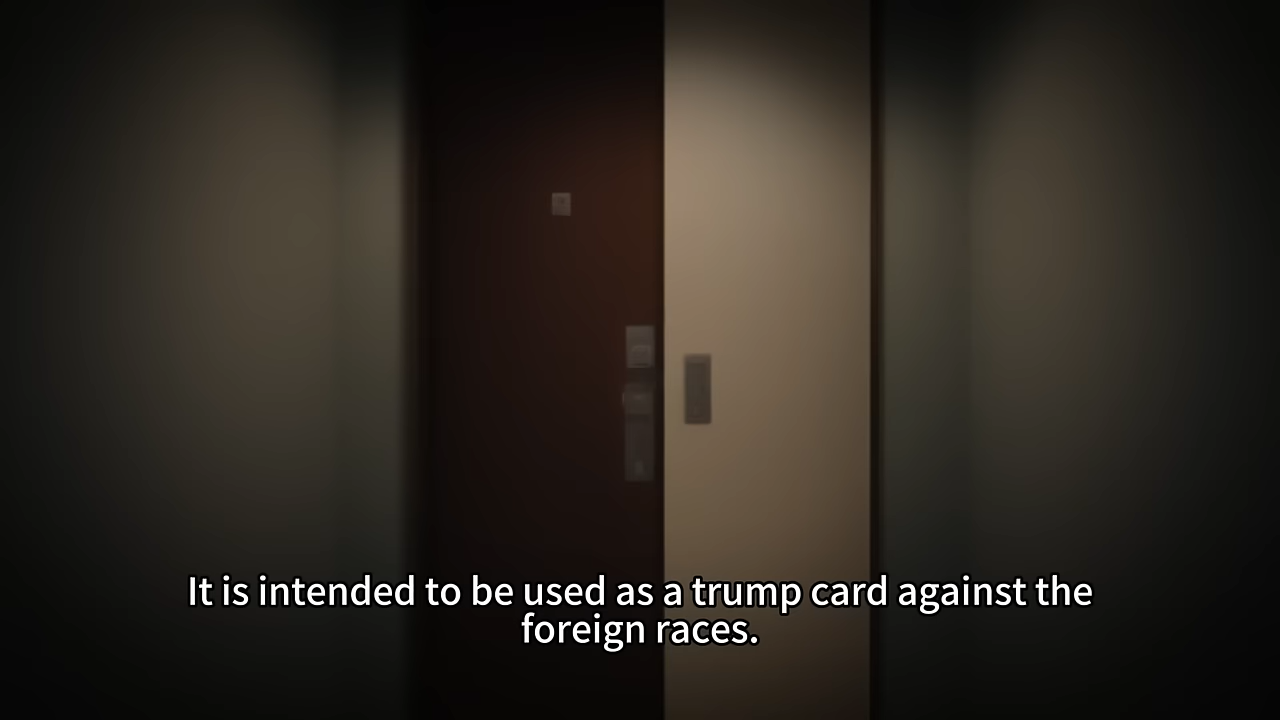 It is intended to be used as a trump card against the
foreign races.